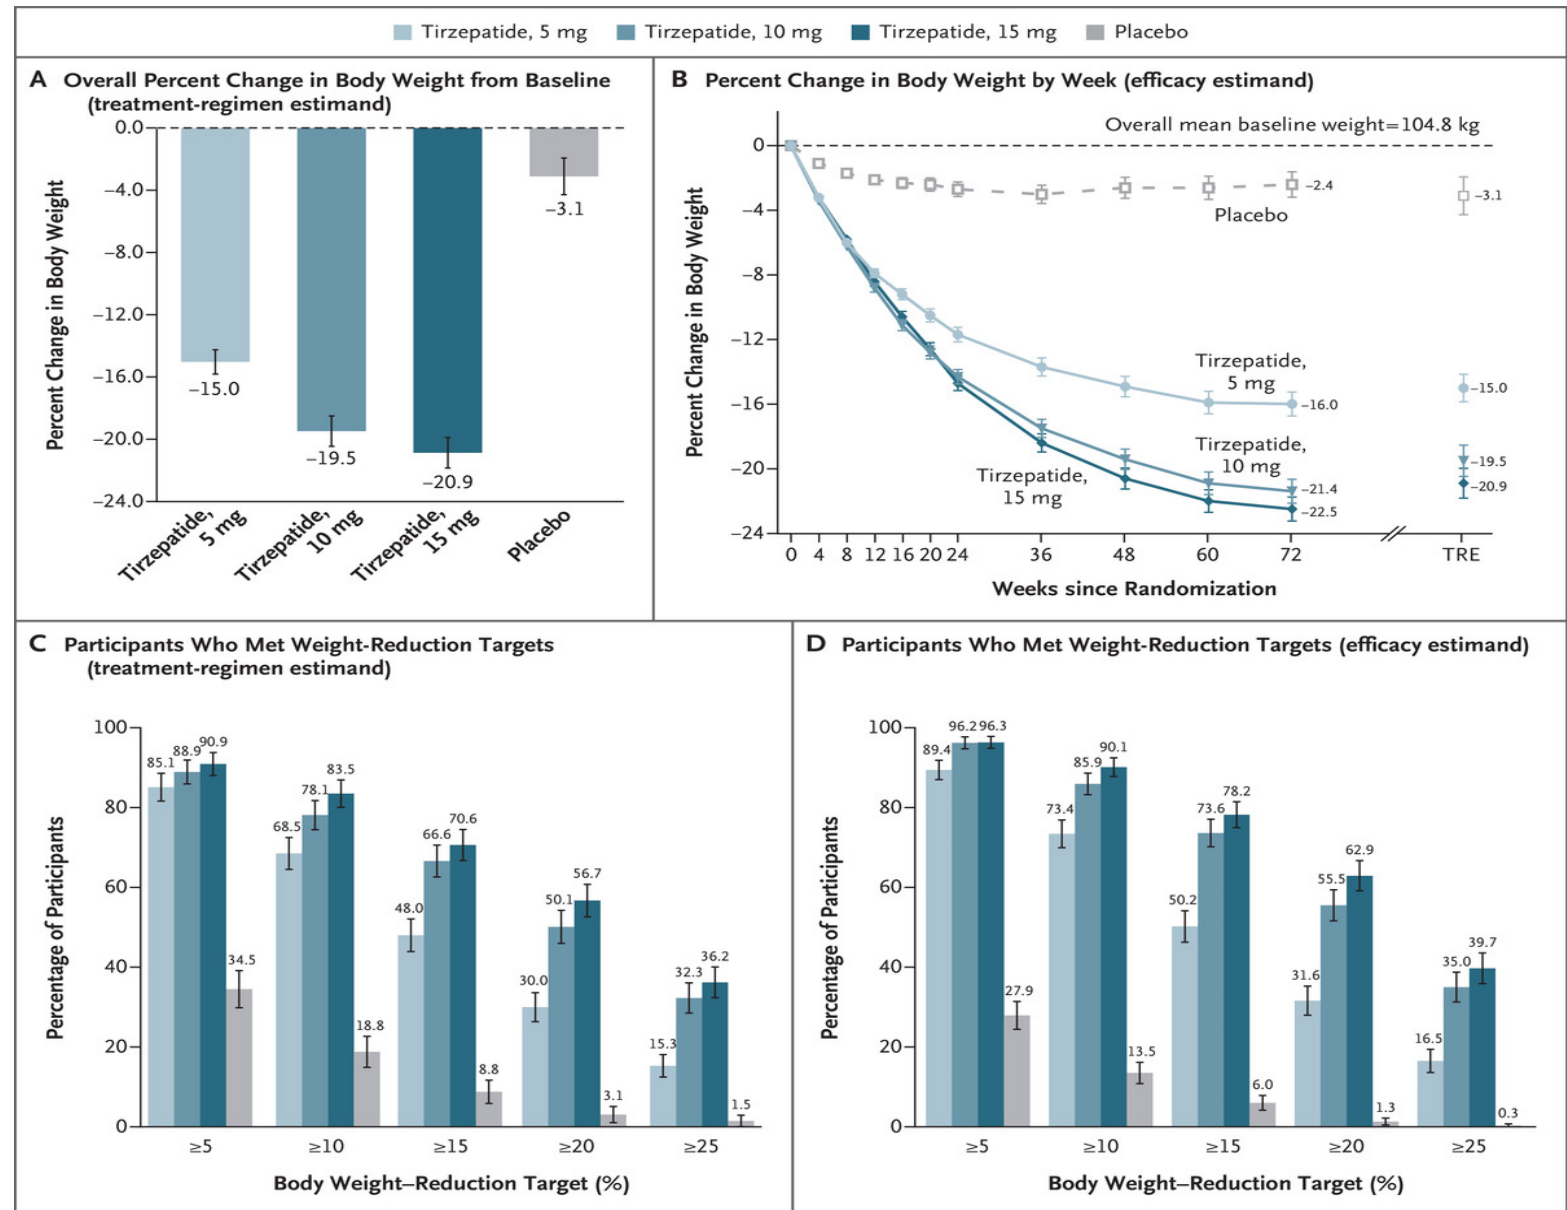 Tirzepatide, 5 mg Tirzepatide, 10 mg Tirzepatide, 15 mg Placebo
A Overall Percent Change in Body Weight from Baseline
(treatment-regimen estimand)
Percent Change in Body Weight
0.0
−4.0
−8.0
−12.0
−16.0
−20.0
−24.0
−15.0
−19.5
−20.9
−3.1
Tirzepatide,
5 mg
Tirzepatide,
10 mg
Tirzepatide,
15 mg
Placebo
B Percent Change in Body Weight by Week (efficacy estimand)
Overall mean baseline weight=104.8 kg
Percent Change in Body Weight
0
−4
−8
−12
−16
−20
−24
−2.4
−3.1
Placebo
Tirzepatide,
5 mg
−16.0
−15.0
Tirzepatide,
10 mg
−21.4
−19.5
Tirzepatide,
15 mg
−22.5
−20.9
0 4 8 12 16 20 24 36 48 60 72 TRE
Weeks since Randomization
C Participants Who Met Weight-Reduction Targets
(treatment-regimen estimand)
Percentage of Participants
100
80
60
40
20
0
85.1 88.9 90.9 34.5
68.5 78.1 83.5 18.8
48.0 66.6 70.6 8.8
30.0 50.1 56.7 3.1
15.3 32.3 36.2 1.5
≥5 ≥10 ≥15 ≥20 ≥25
Body Weight–Reduction Target (%)
D Participants Who Met Weight-Reduction Targets (efficacy estimand)
Percentage of Participants
100
80
60
40
20
0
89.4 96.2 96.3 27.9
73.4 85.9 90.1 13.5
50.2 73.6 78.2 6.0
31.6 55.5 62.9 1.3
16.5 35.0 39.7 0.3
≥5 ≥10 ≥15 ≥20 ≥25
Body Weight–Reduction Target (%)